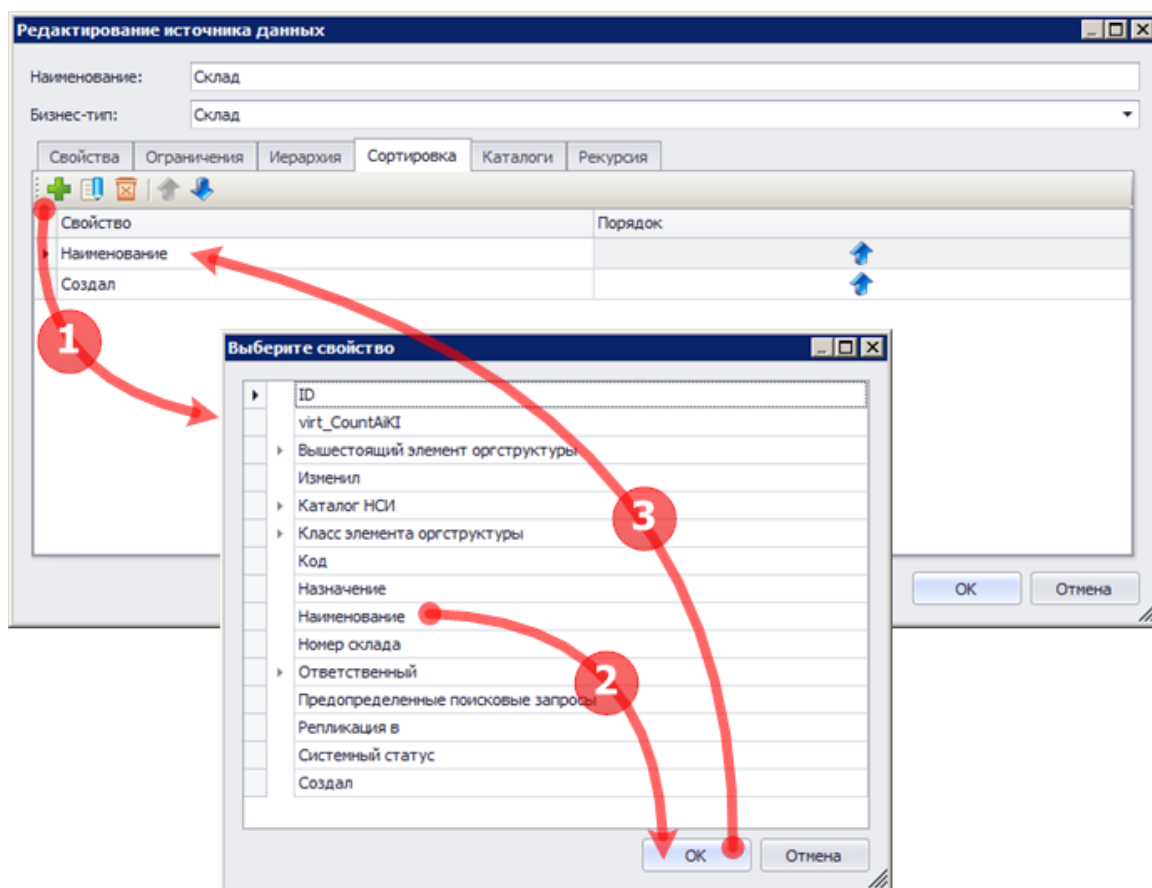 Редактирование источника данных
Наименование: Склад
Бизнес-тип: Склад
Свойства Ограничения Иерархия Сортировка Каталоги Рекурсия
Свойство Порядок
Наименование
Создал
1
Выберите свойство
ID
virt_CountAiKI
Вышестоящий элемент оргструктуры
Изменил
Каталог НСИ
3
Класс элемента оргструктуры
Код
Назначение
OK Отмена
Наименование
Номер склада
Ответственный
2
Предопределенные поисковые запросы
Репликация в
Системный статус
Создал
OK Отмена